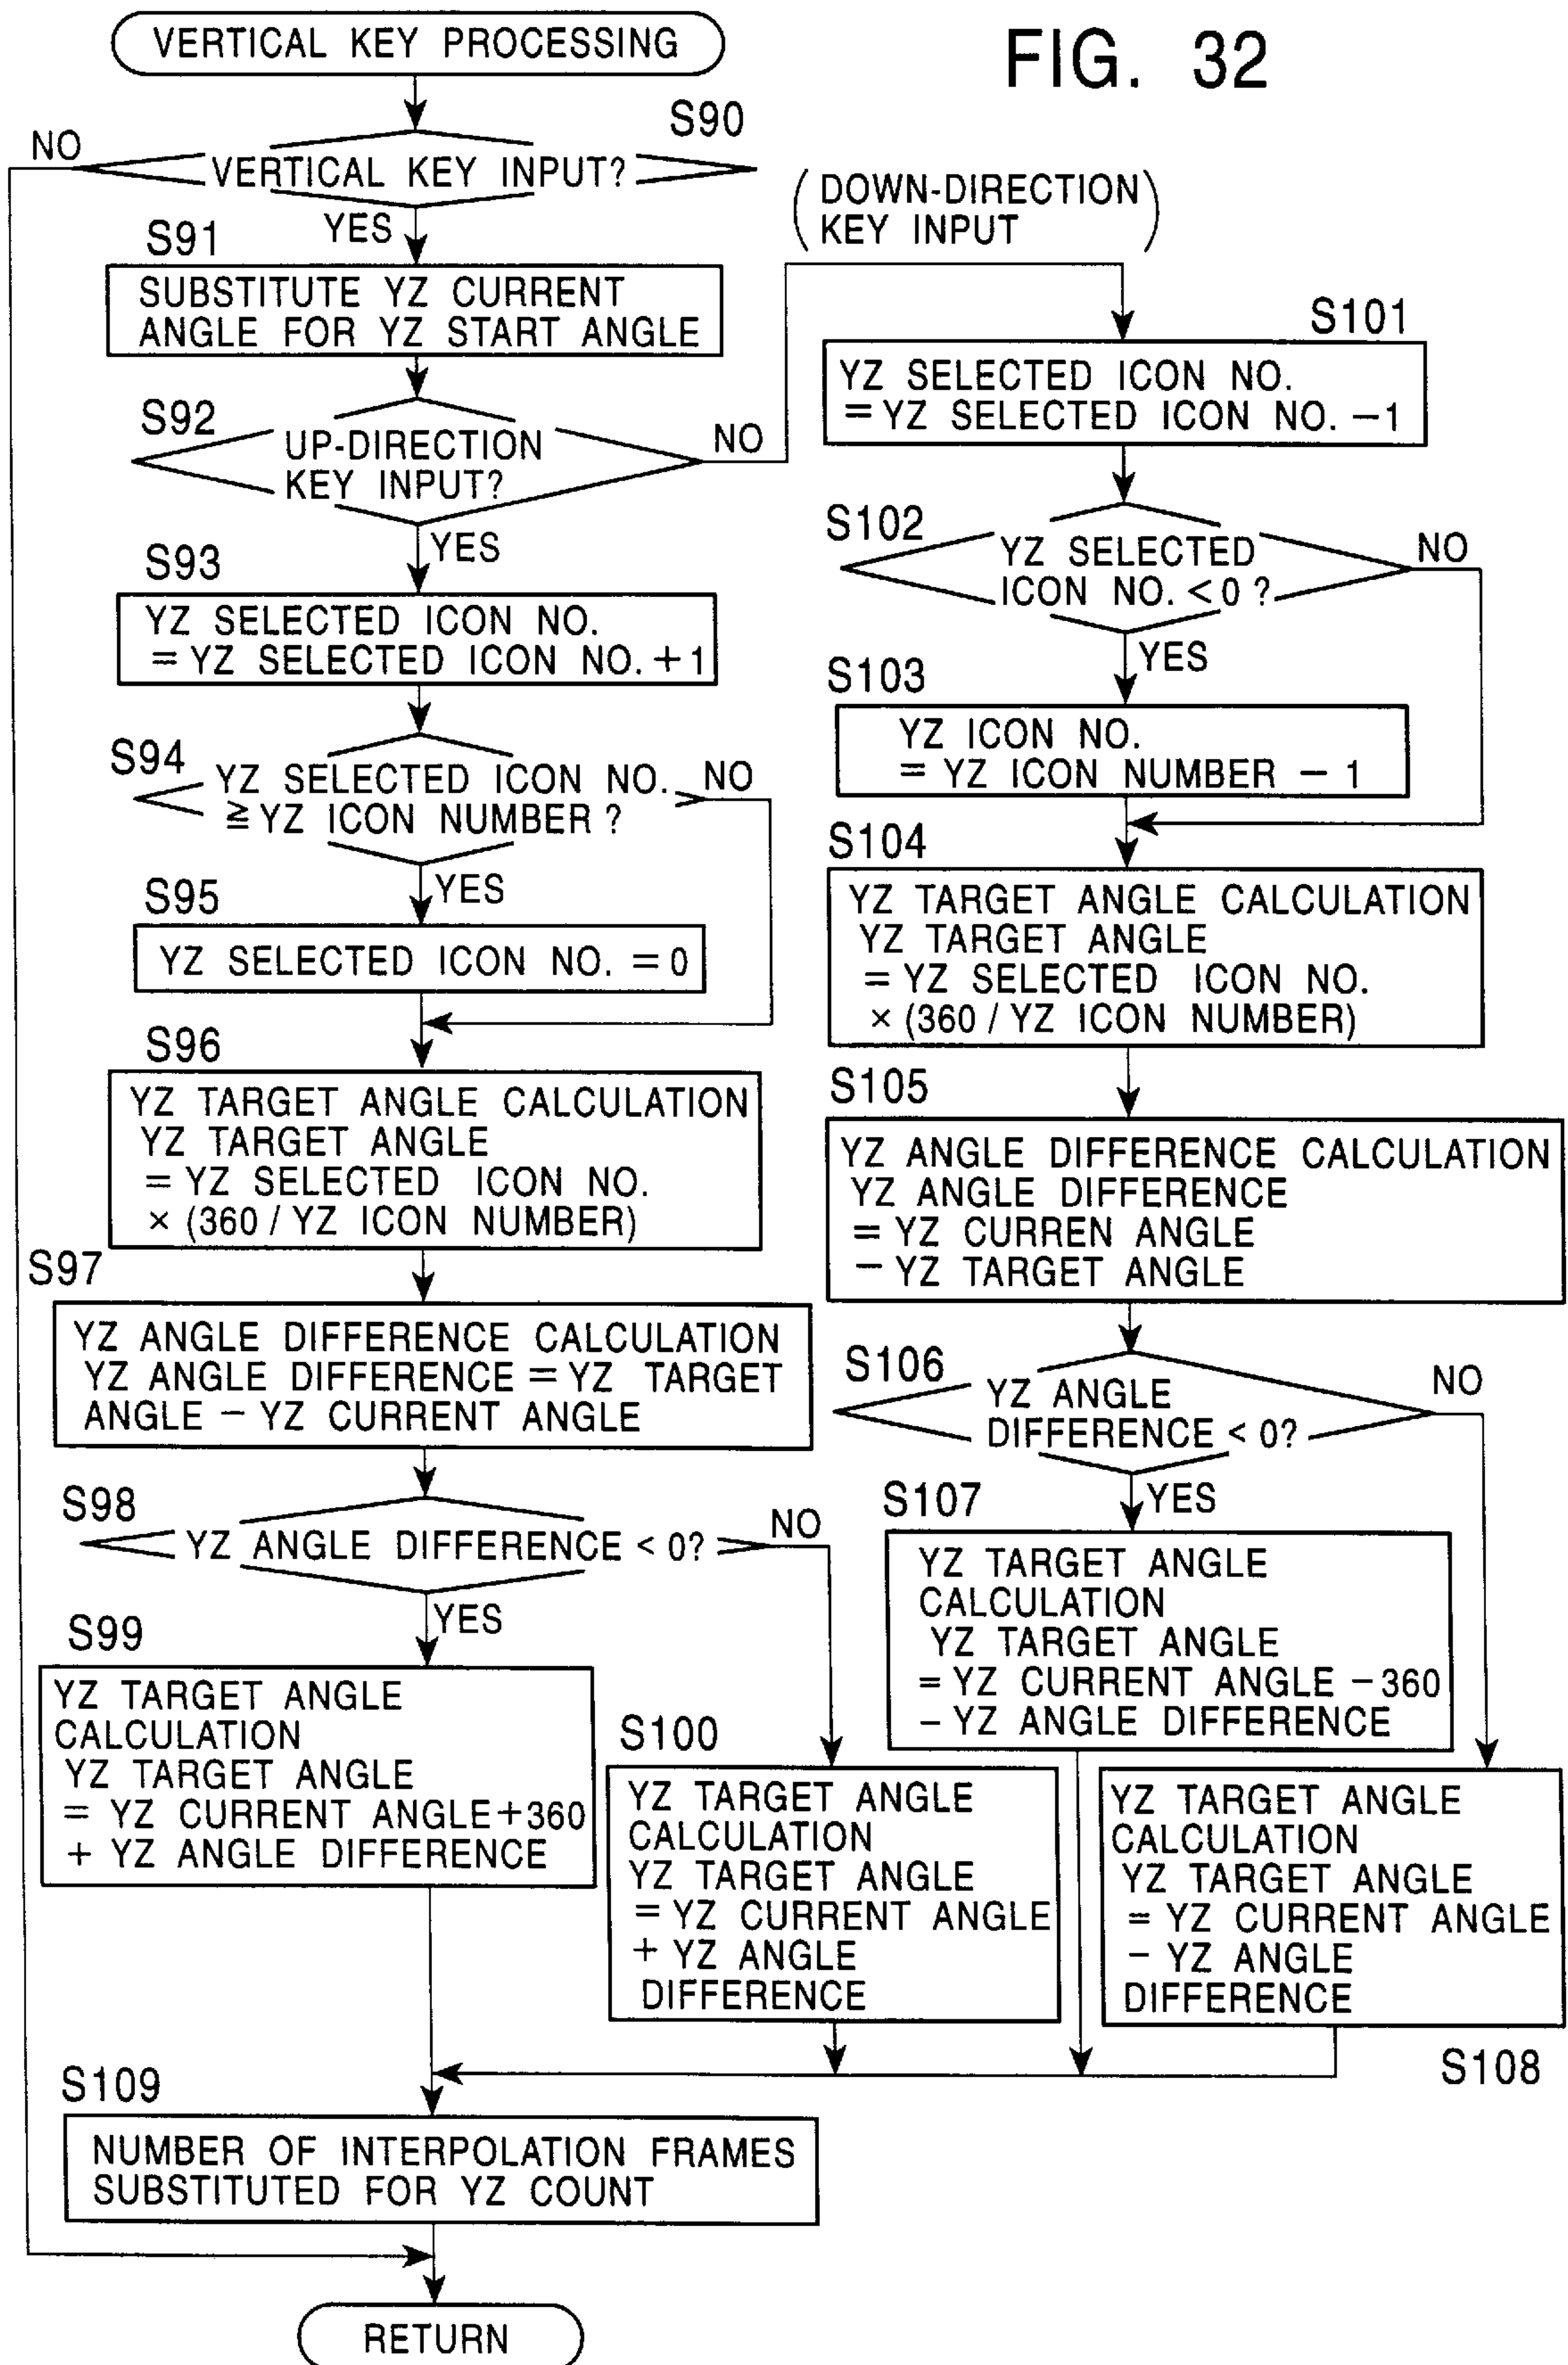 VERTICAL KEY PROCESSING
FIG. 32
S90
NO
VERTICAL KEY INPUT?
YES
S91
SUBSTITUTE YZ CURRENT
ANGLE FOR YZ START ANGLE
S92
UP-DIRECTION
KEY INPUT?
NO
YES
S93
YZ SELECTED ICON NO.
= YZ SELECTED ICON NO. + 1
S94
YZ SELECTED ICON NO.
≧ YZ ICON NUMBER ?
NO
YES
S95
YZ SELECTED ICON NO. = 0
S96
YZ TARGET ANGLE CALCULATION
YZ TARGET ANGLE
= YZ SELECTED ICON NO.
× (360 / YZ ICON NUMBER)
S97
YZ ANGLE DIFFERENCE CALCULATION
YZ ANGLE DIFFERENCE = YZ TARGET
ANGLE − YZ CURRENT ANGLE
S98
YZ ANGLE DIFFERENCE < 0?
NO
YES
S99
YZ TARGET ANGLE
CALCULATION
YZ TARGET ANGLE
= YZ CURRENT ANGLE+360
+ YZ ANGLE DIFFERENCE
S100
YZ TARGET ANGLE
CALCULATION
YZ TARGET ANGLE
= YZ CURRENT ANGLE
+ YZ ANGLE
DIFFERENCE
(DOWN-DIRECTION
KEY INPUT)
S101
YZ SELECTED ICON NO.
= YZ SELECTED ICON NO. − 1
S102
YZ SELECTED
ICON NO. < 0 ?
NO
YES
S103
YZ ICON NO.
= YZ ICON NUMBER − 1
S104
YZ TARGET ANGLE CALCULATION
YZ TARGET ANGLE
= YZ SELECTED ICON NO.
× (360 / YZ ICON NUMBER)
S105
YZ ANGLE DIFFERENCE CALCULATION
YZ ANGLE DIFFERENCE
= YZ CURREN ANGLE
− YZ TARGET ANGLE
S106
YZ ANGLE
DIFFERENCE < 0?
NO
YES
S107
YZ TARGET ANGLE
CALCULATION
YZ TARGET ANGLE
= YZ CURRENT ANGLE − 360
− YZ ANGLE DIFFERENCE
YZ TARGET ANGLE
CALCULATION
YZ TARGET ANGLE
= YZ CURRENT ANGLE
− YZ ANGLE
DIFFERENCE
S108
S109
NUMBER OF INTERPOLATION FRAMES
SUBSTITUTED FOR YZ COUNT
RETURN